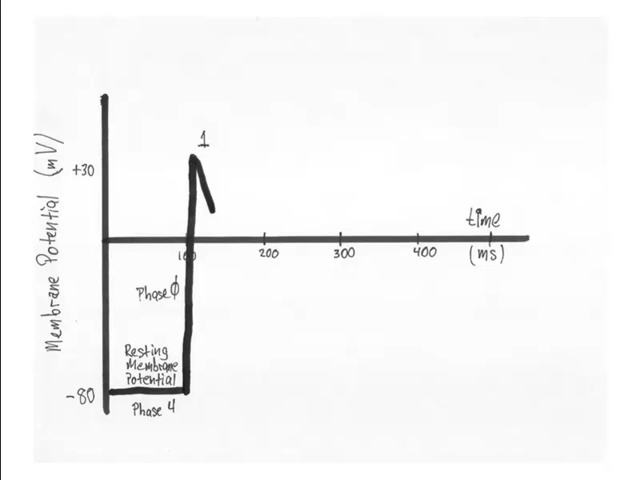 1
Membrane Potential (mV)
+30
time
(ms)
100
200
300
400
Phase ϕ
Resting
Membrane
Potential
-80
Phase 4